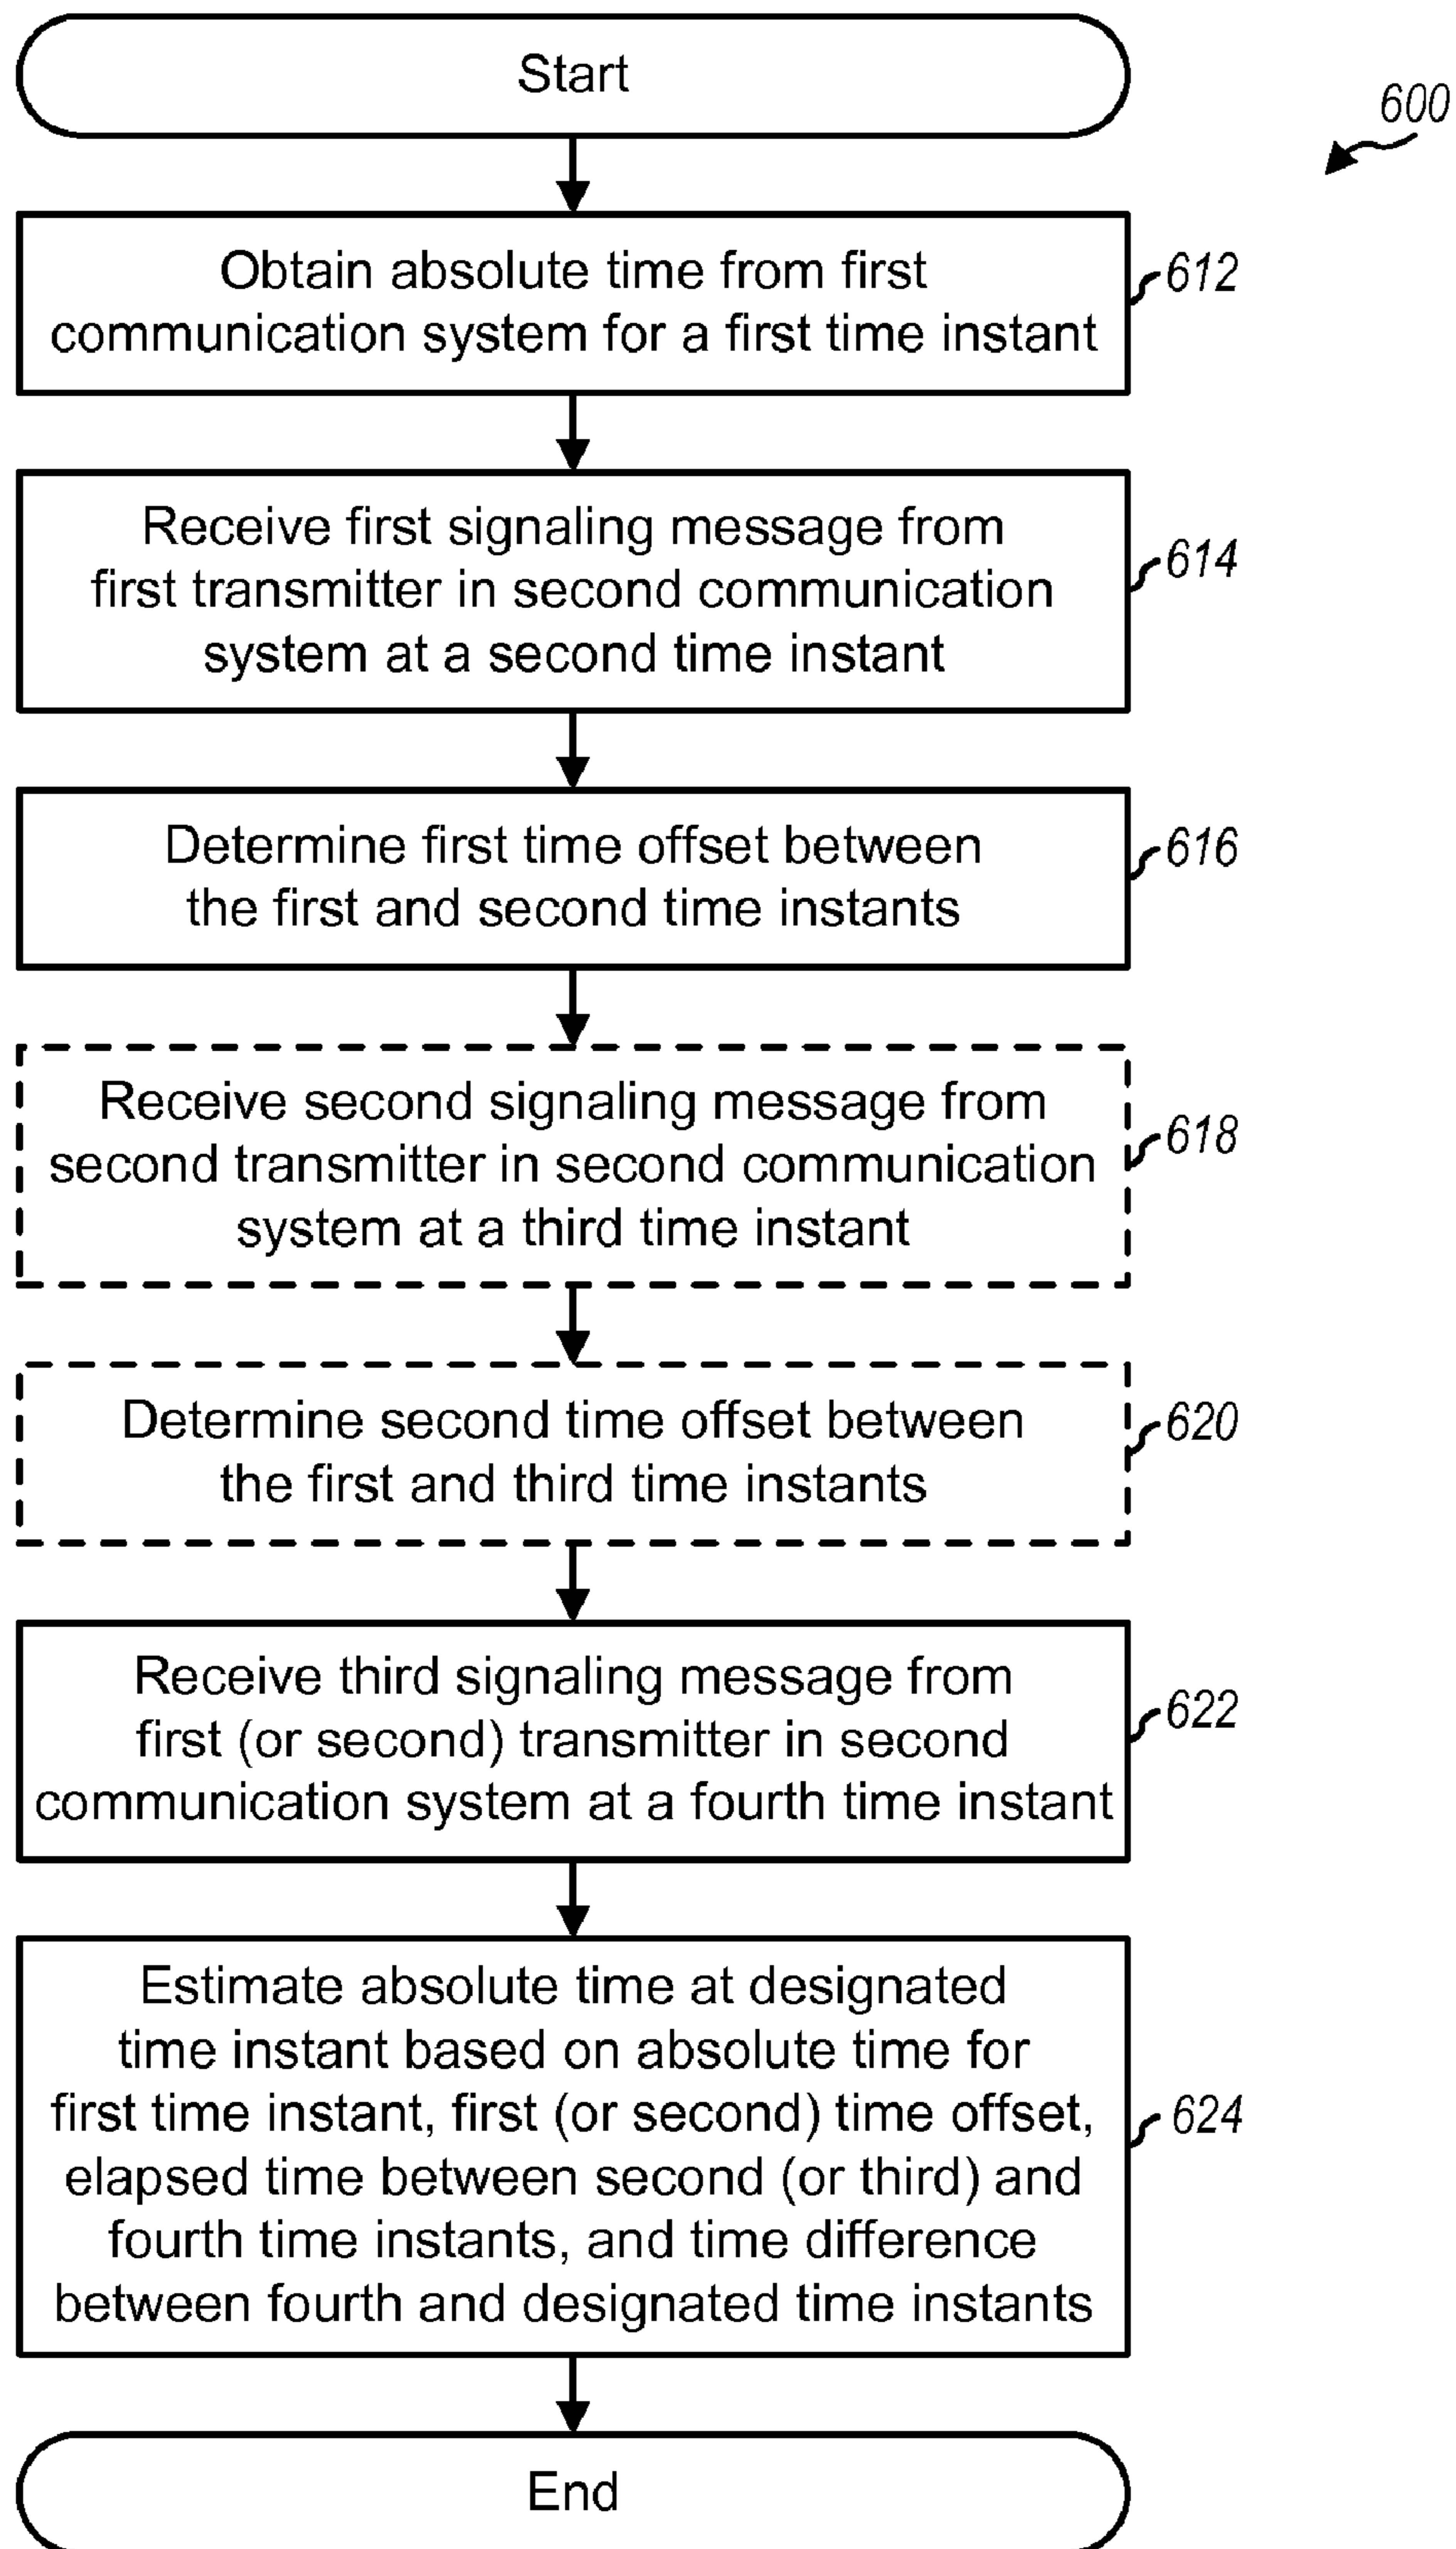 Start
600
Obtain absolute time from first
communication system for a first time instant
612
Receive first signaling message from
first transmitter in second communication
system at a second time instant
614
Determine first time offset between
the first and second time instants
616
Receive second signaling message from
second transmitter in second communication
system at a third time instant
618
Determine second time offset between
the first and third time instants
620
Receive third signaling message from
first (or second) transmitter in second
communication system at a fourth time instant
622
Estimate absolute time at designated
time instant based on absolute time for
first time instant, first (or second) time offset,
elapsed time between second (or third) and
fourth time instants, and time difference
between fourth and designated time instants
624
End